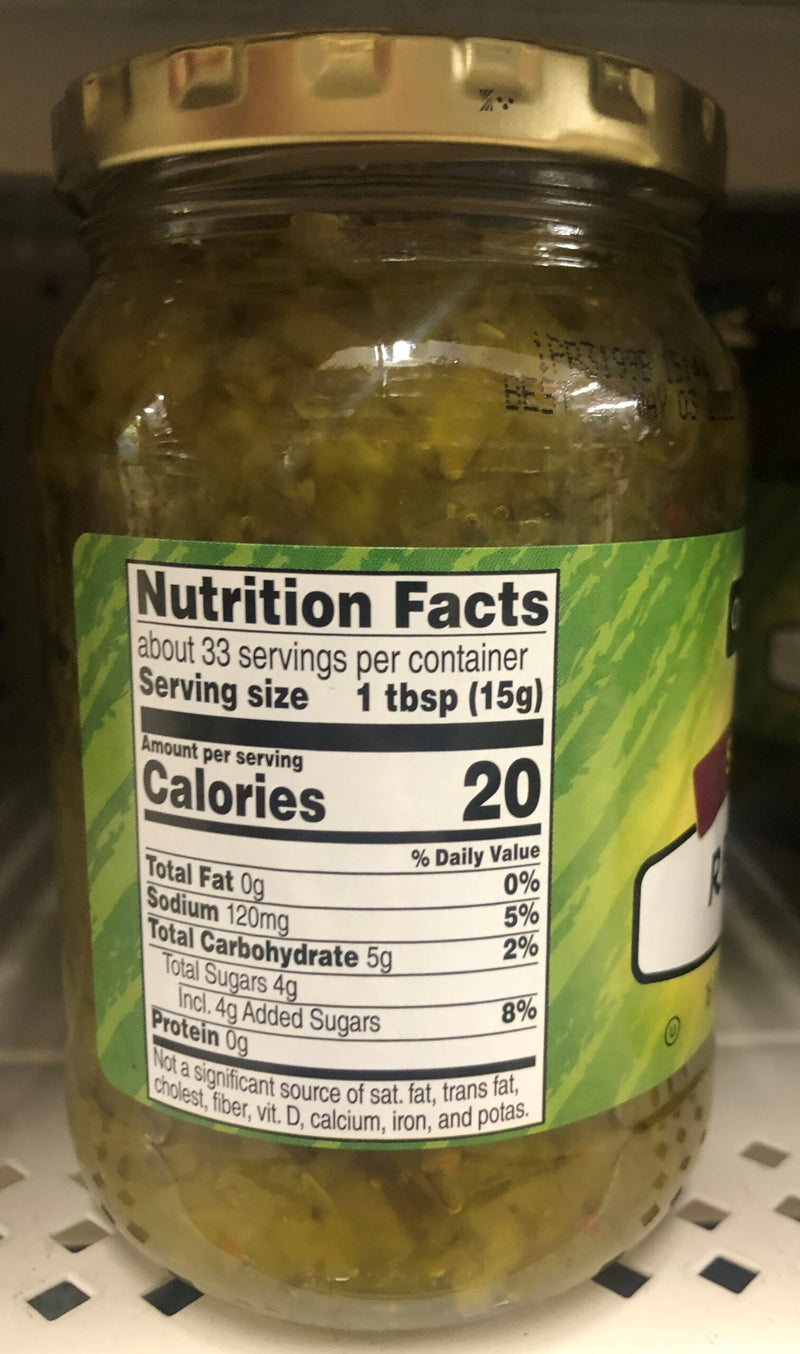 MAY 03
Nutrition Facts
about 33 servings per container
Serving size 1 tbsp (15g)
Amount per serving
Calories 20
% Daily Value
Total Fat 0g 0%
Sodium 120mg 5%
Total Carbohydrate 5g 2%
Total Sugars 4g
Incl. 4g Added Sugars 8%
Protein 0g
Not a significant source of sat. fat, trans fat,
cholest, fiber, vit. D, calcium, iron, and potas.
U